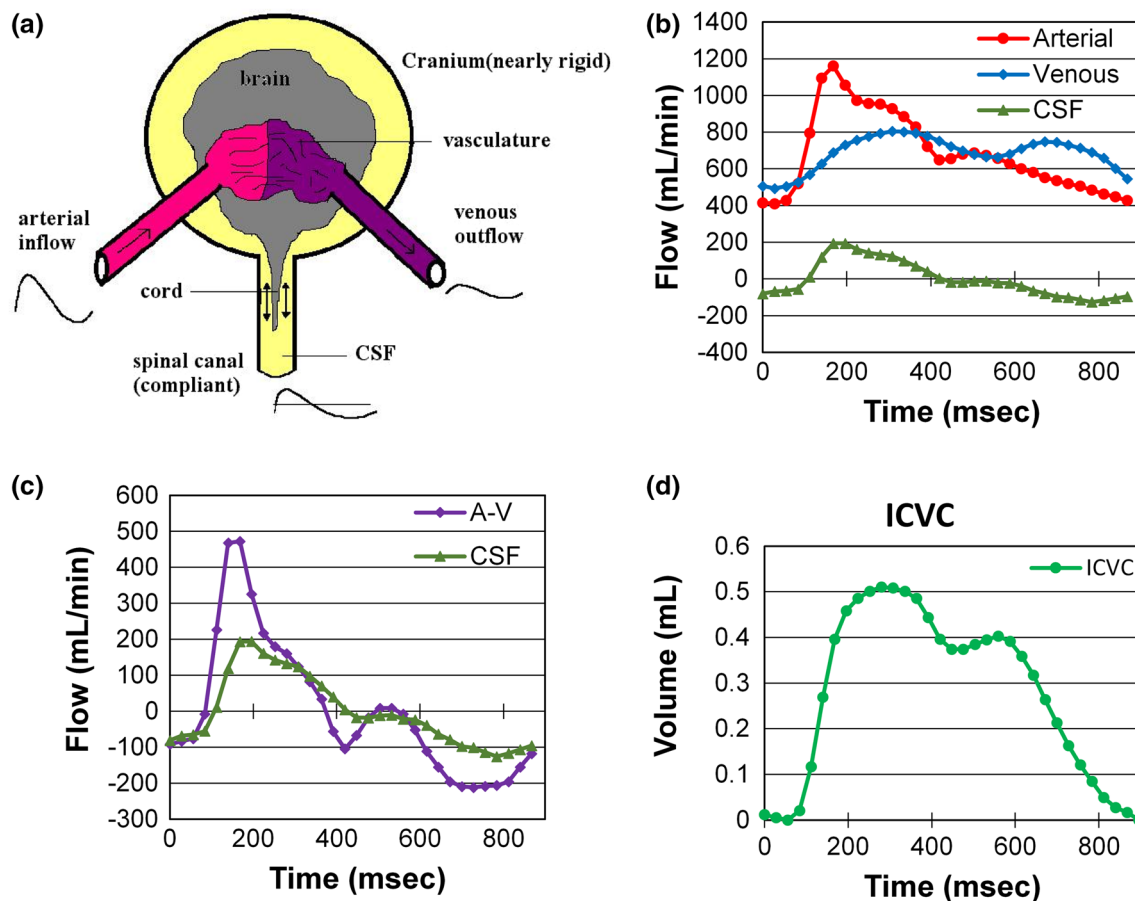 (a)
Cranium(nearly rigid)
brain
vasculature
arterial
inflow
venous
outflow
cord
CSF
spinal canal
(compliant)
(b)
1400
1200
1000
800
600
400
200
0
-200
-400
Flow (mL/min)
Arterial
Venous
CSF
0 200 400 600 800
Time (msec)
(c)
600
500
400
300
200
100
0
-100
-200
-300
Flow (mL/min)
A-V
CSF
0 200 400 600 800
Time (msec)
(d)
ICVC
0.6
0.5
0.4
0.3
0.2
0.1
0
Volume (mL)
ICVC
0 200 400 600 800
Time (msec)